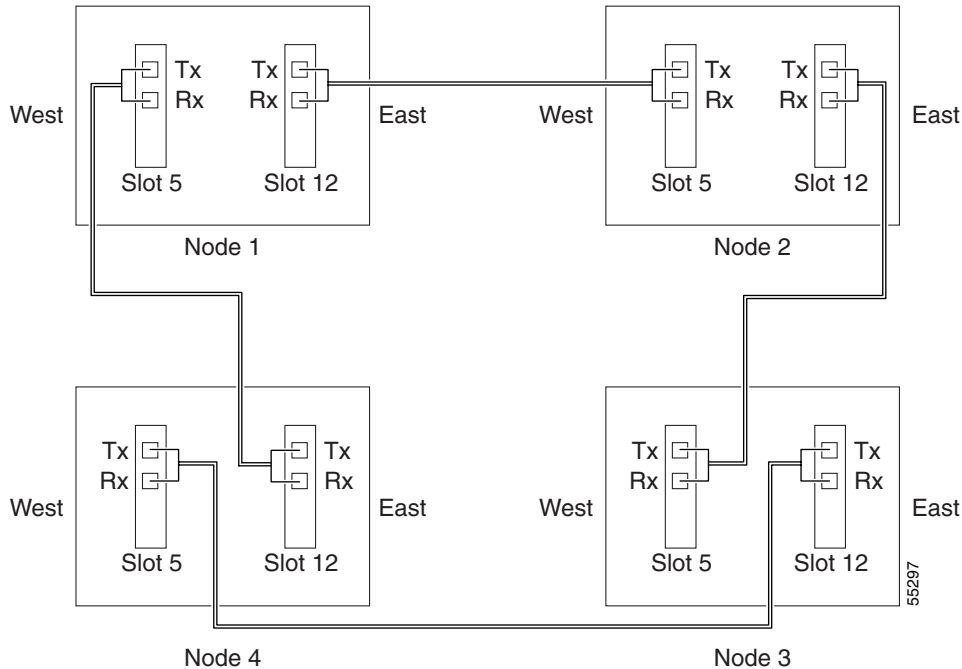 Tx Tx Tx Tx
Rx Rx Rx Rx
West East West East
Slot 5 Slot 12 Slot 5 Slot 12
Node 1 Node 2
Tx Tx Tx Tx
Rx Rx Rx Rx
West East West East
Slot 5 Slot 12 Slot 5 Slot 12
55297
Node 4 Node 3